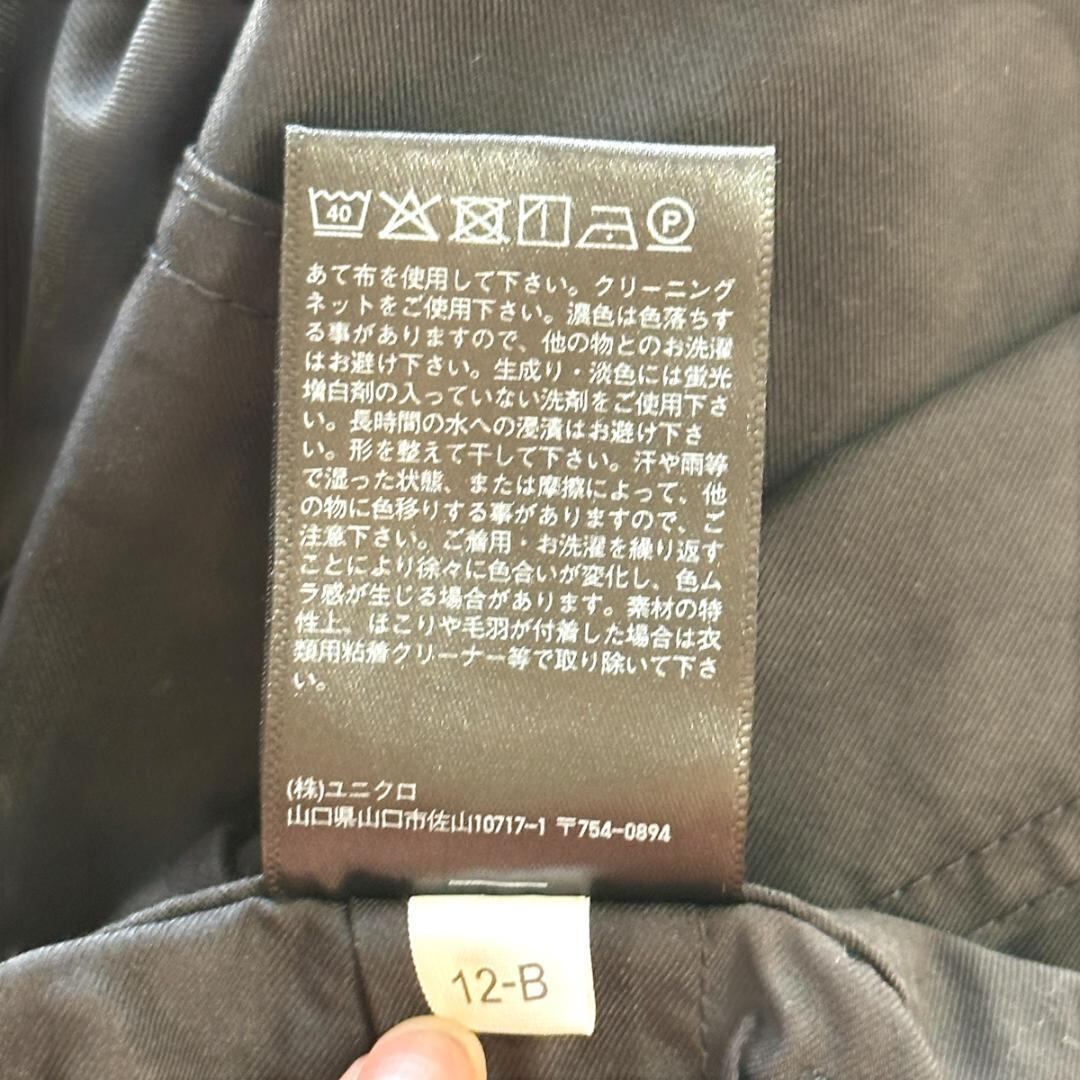 40
P
あて布を使用して下さい。クリーニング
ネットをご使用下さい。濃色は色落ちす
る事がありますので、他の物とのお洗濯
はお避け下さい。生成り・淡色には蛍光
増白剤の入っていない洗剤をご使用下さ
い。長時間の水への浸漬はお避け下さ
い。形を整えて干して下さい。汗や雨等
で湿った状態、または摩擦によって、他
の物に色移りする事がありますので、ご
注意下さい。ご着用・お洗濯を繰り返す
ことにより徐々に色合いが変化し、色ム
ラ感が生じる場合があります。素材の特
性上、ほこりや毛羽が付着した場合は衣
類用粘着クリーナー等で取り除いて下さ
い。
(株)ユニクロ
山口県山口市佐山10717-1 〒754-0894
12-B